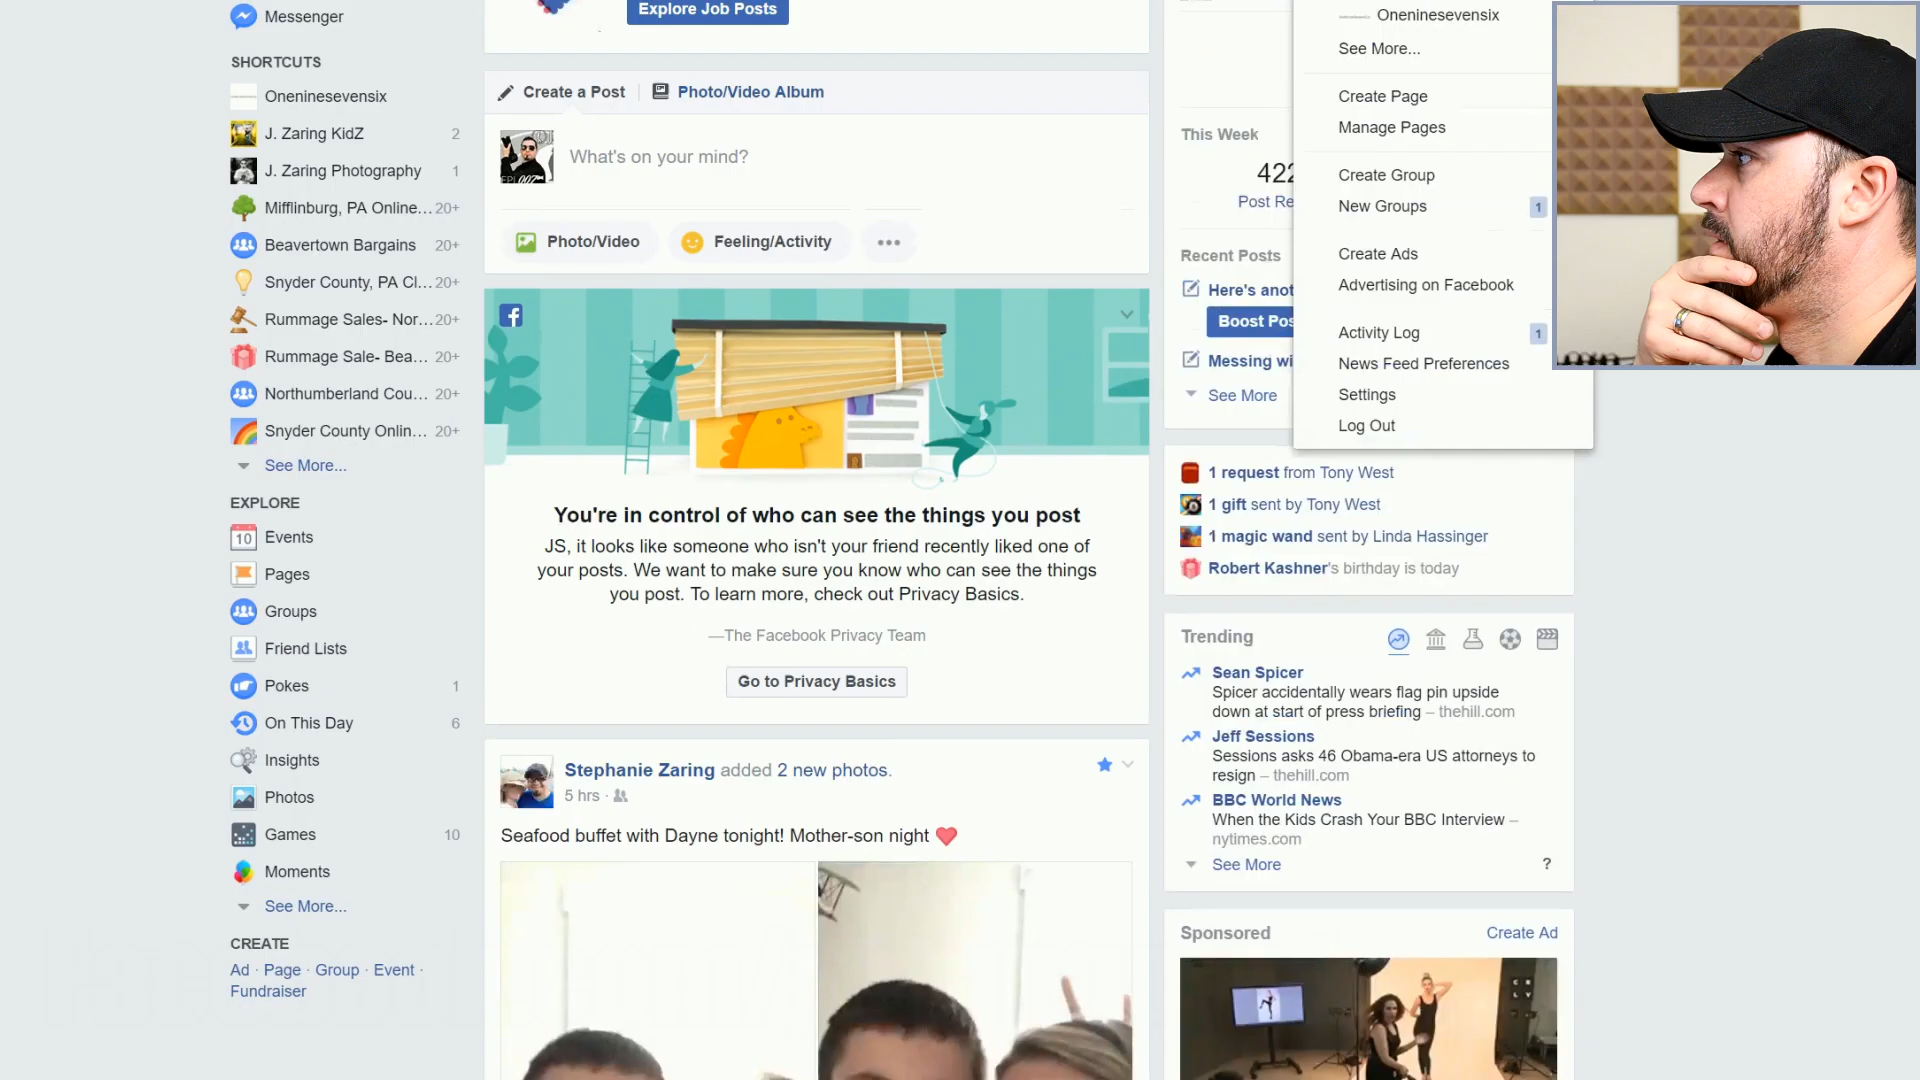 Messenger
SHORTCUTS
Oneninesevensix
J. Zaring KidZ 2
J. Zaring Photography 1
Mifflinburg, PA Online... 20+
Beavertown Bargains 20+
Snyder County, PA Cl... 20+
Rummage Sales- Nor... 20+
Rummage Sale- Bea... 20+
Northumberland Cou... 20+
Snyder County Onlin... 20+
See More...
EXPLORE
10 Events
Pages
Groups
Friend Lists
Pokes 1
On This Day 6
Insights
Photos
Games 10
Moments
See More...
CREATE
Ad · Page · Group · Event ·
Fundraiser
Explore Job Posts
Create a Post Photo/Video Album
What's on your mind?
Photo/Video Feeling/Activity
You're in control of who can see the things you post
JS, it looks like someone who isn't your friend recently liked one of
your posts. We want to make sure you know who can see the things
you post. To learn more, check out Privacy Basics.
—The Facebook Privacy Team
Go to Privacy Basics
Stephanie Zaring added 2 new photos.
5 hrs ·
Seafood buffet with Dayne tonight! Mother-son night
This Week
422
Post Re
Recent Posts
Here's anot
Boost Pos
Messing wi
See More
Oneninesevensix
See More...
Create Page
Manage Pages
Create Group
New Groups 1
Create Ads
Advertising on Facebook
Activity Log 1
News Feed Preferences
Settings
Log Out
1 request from Tony West
1 gift sent by Tony West
1 magic wand sent by Linda Hassinger
Robert Kashner's birthday is today
Trending
Sean Spicer
Spicer accidentally wears flag pin upside
down at start of press briefing – thehill.com
Jeff Sessions
Sessions asks 46 Obama-era US attorneys to
resign – thehill.com
BBC World News
When the Kids Crash Your BBC Interview –
nytimes.com
See More ?
Sponsored Create Ad